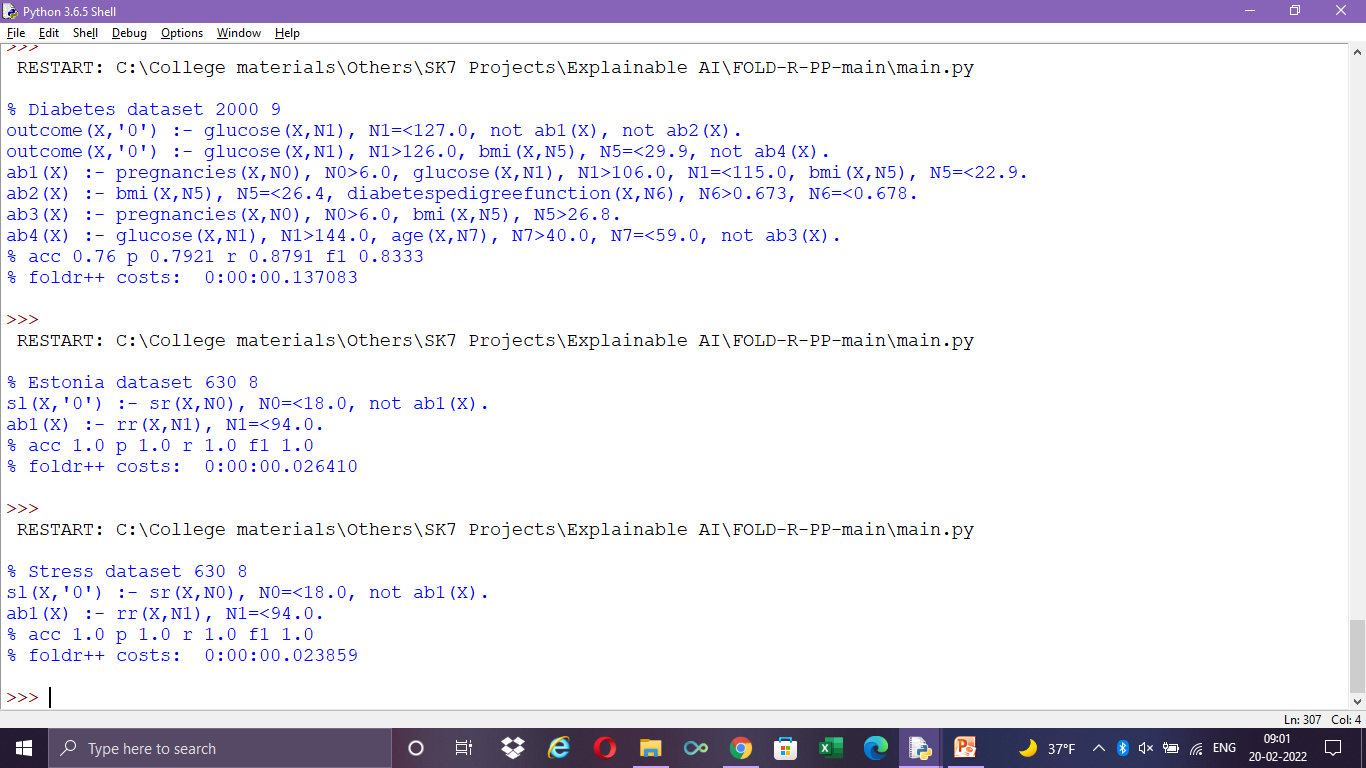 Python 3.6.5 Shell
File Edit Shell Debug Options Window Help
>>>
RESTART: C:\College materials\Others\SK7 Projects\Explainable AI\FOLD-R-PP-main\main.py
% Diabetes dataset 2000 9
outcome(X,'0') :- glucose(X,N1), N1=<127.0, not ab1(X), not ab2(X).
outcome(X,'0') :- glucose(X,N1), N1>126.0, bmi(X,N5), N5=<29.9, not ab4(X).
ab1(X) :- pregnancies(X,N0), N0>6.0, glucose(X,N1), N1>106.0, N1=<115.0, bmi(X,N5), N5=<22.9.
ab2(X) :- bmi(X,N5), N5=<26.4, diabetespedigreefunction(X,N6), N6>0.673, N6=<0.678.
ab3(X) :- pregnancies(X,N0), N0>6.0, bmi(X,N5), N5>26.8.
ab4(X) :- glucose(X,N1), N1>144.0, age(X,N7), N7>40.0, N7=<59.0, not ab3(X).
% acc 0.76 p 0.7921 r 0.8791 f1 0.8333
% foldr++ costs:  0:00:00.137083
>>>
RESTART: C:\College materials\Others\SK7 Projects\Explainable AI\FOLD-R-PP-main\main.py
% Estonia dataset 630 8
sl(X,'0') :- sr(X,N0), N0=<18.0, not ab1(X).
ab1(X) :- rr(X,N1), N1=<94.0.
% acc 1.0 p 1.0 r 1.0 f1 1.0
% foldr++ costs:  0:00:00.026410
>>>
RESTART: C:\College materials\Others\SK7 Projects\Explainable AI\FOLD-R-PP-main\main.py
% Stress dataset 630 8
sl(X,'0') :- sr(X,N0), N0=<18.0, not ab1(X).
ab1(X) :- rr(X,N1), N1=<94.0.
% acc 1.0 p 1.0 r 1.0 f1 1.0
% foldr++ costs:  0:00:00.023859
>>>
Ln: 307 Col: 4
Type here to search
37°F
ENG
09:01
20-02-2022